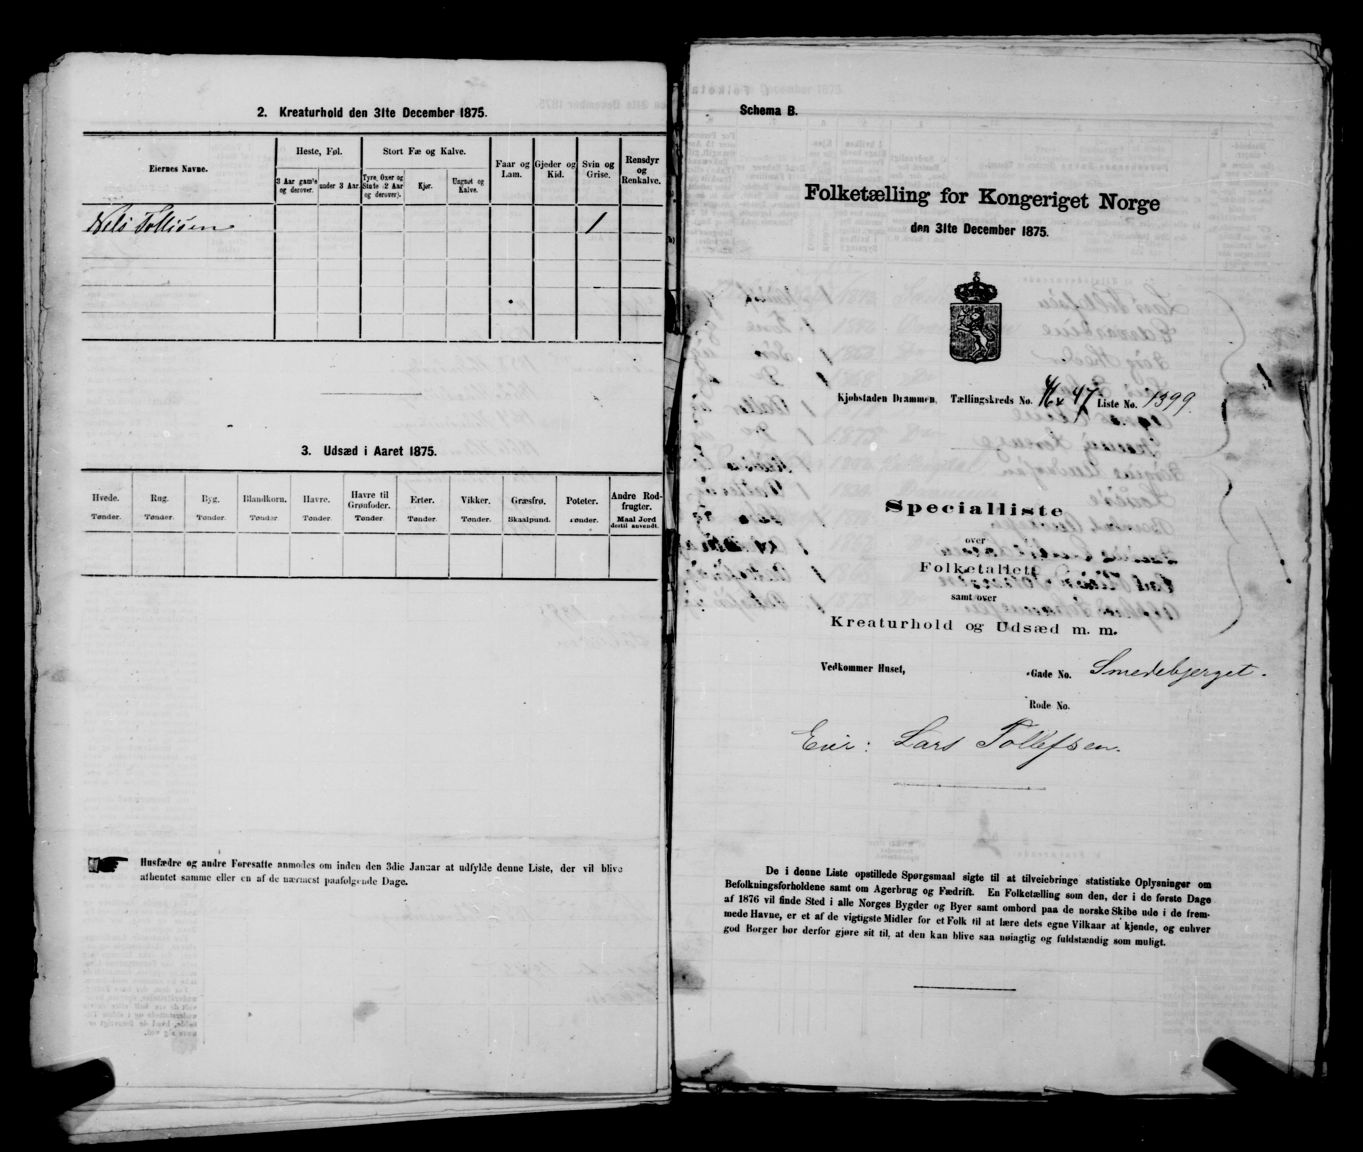 2. Kreaturhold den 31te December 1875.
Eiernes Navne.
Heste, Føl.
Stort Fæ og Kalve.
Faar og Lam.
Gjeder og Kid.
Svin og Grise.
Rensdyr og Renkalve.
3 Aar gamle og derover.
under 3 Aar.
Tyre, Oxer og Stute (2 Aar og derover).
Kjør.
Ungnøt og Kalve.
Nils Tollisen 1
3. Udsæd i Aaret 1875.
Hvede. Rug. Byg. Blandkorn. Havre. Havre til Grønfoder. Erter. Vikker. Græsfrø. Poteter. Andre Rodfrugter.
Tønder. Tønder. Tønder. Tønder. Tønder. Tønder. Tønder. Tønder. Skaalpund. Tønder. Maal Jord dertil anvendt.
Husfædre og andre Foresatte anmodes om inden den 3die Januar at udfylde denne Liste, der vil blive
afhentet samme eller en af de nærmest paafølgende Dage.
Schema B.
Folketælling for Kongeriget Norge
den 31te December 1875.
Kjøbstaden Drammen. Tællingskreds No. 46 & 47 Liste No. 1399.
Specialliste
over
Folketallet
samt over
Kreaturhold og Udsæd m. m.
Vedkommer Huset, Gade No. Smedebjerget.
Rode No.
Eier: Lars Tollefsen.
De i denne Liste opstillede Spørgsmaal sigte til at tilveiebringe statistiske Oplysninger om
Befolkningsforholdene samt om Agerbrug og Fædrift. En Folketælling som den, der i de første Dage
af 1876 vil finde Sted i alle Norges Bygder og Byer samt ombord paa de norske Skibe ude i de frem-
mede Havne, er et af de vigtigste Midler for et Folk til at lære dets egne Vilkaar at kjende, og enhver
god Borger bør derfor gjøre sit til, at den kan blive saa nøiagtig og fuldstændig som muligt.